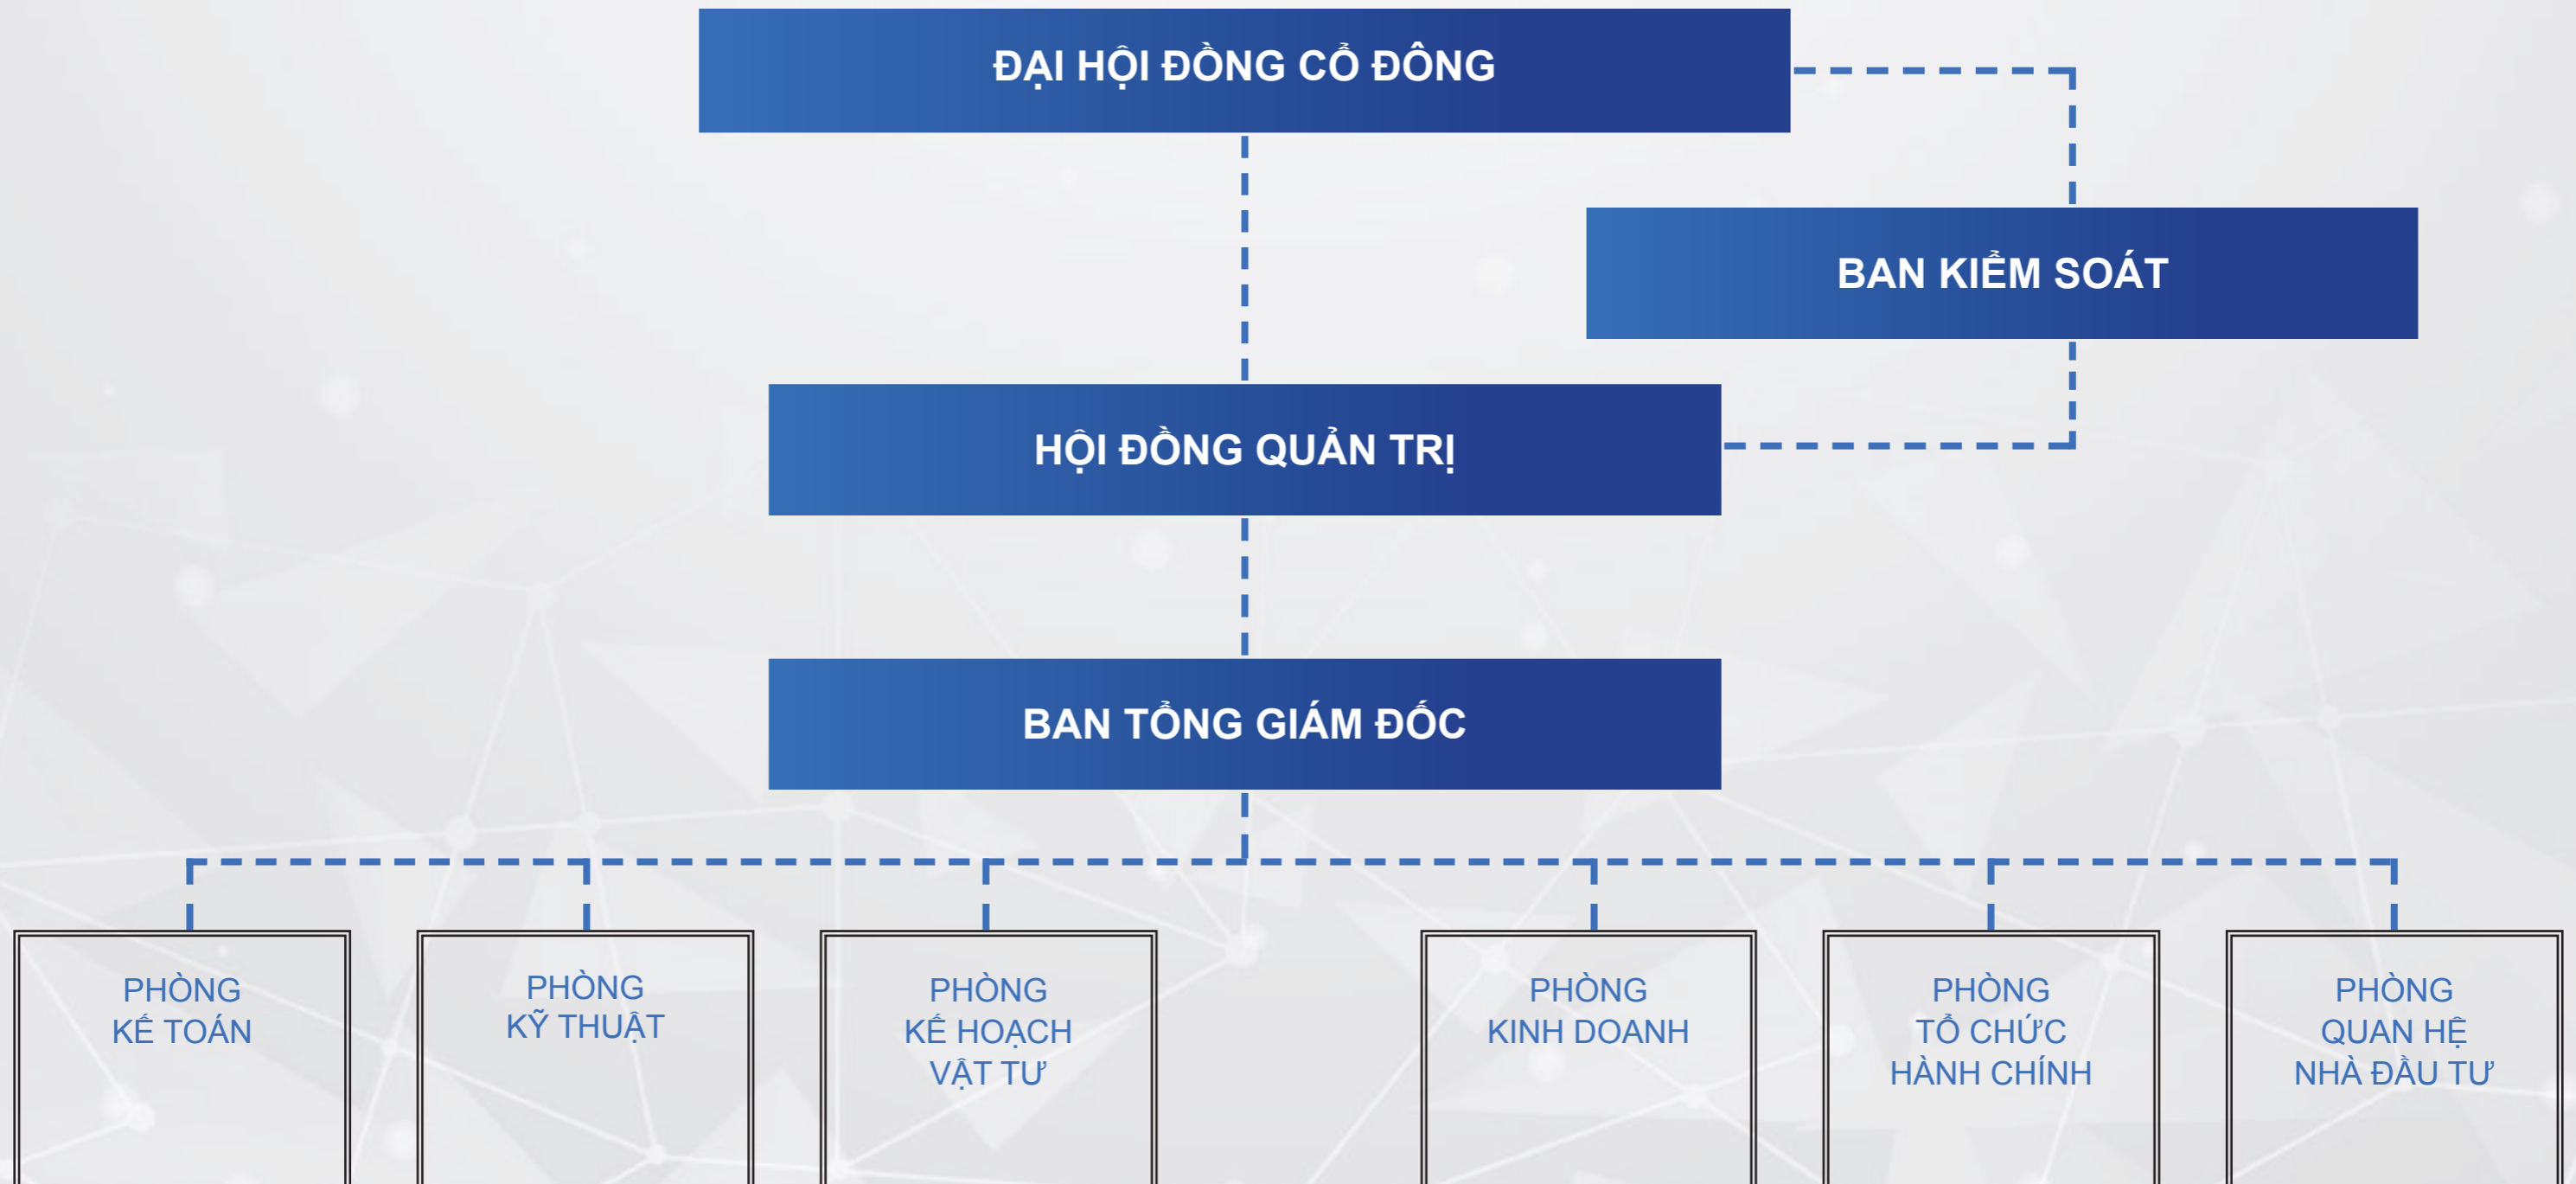 ĐẠI HỘI ĐỒNG CỔ ĐÔNG
BAN KIỂM SOÁT
HỘI ĐỒNG QUẢN TRỊ
BAN TỔNG GIÁM ĐỐC
PHÒNG
KẾ TOÁN
PHÒNG
KỸ THUẬT
PHÒNG
KẾ HOẠCH
VẬT TƯ
PHÒNG
KINH DOANH
PHÒNG
TỔ CHỨC
HÀNH CHÍNH
PHÒNG
QUAN HỆ
NHÀ ĐẦU TƯ